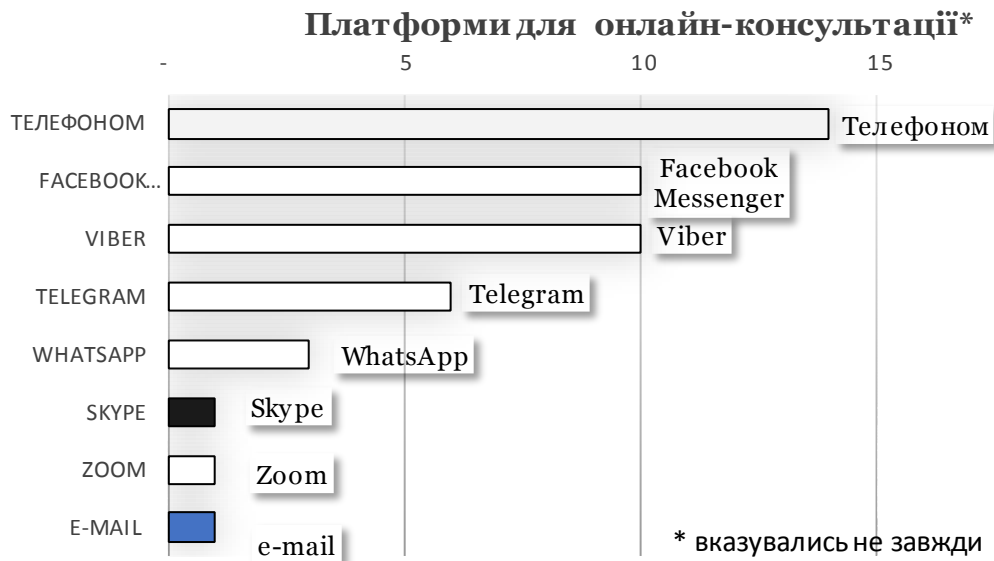 Платформи для онлайн-консультації*
- 5 10 15
ТЕЛЕФОНОМ
Телефоном
FACEBOOK...
Facebook
Messenger
VIBER
Viber
TELEGRAM
Telegram
WHATSAPP
WhatsApp
SKYPE
Skype
ZOOM
Zoom
E-MAIL
e-mail
* вказувались не завжди